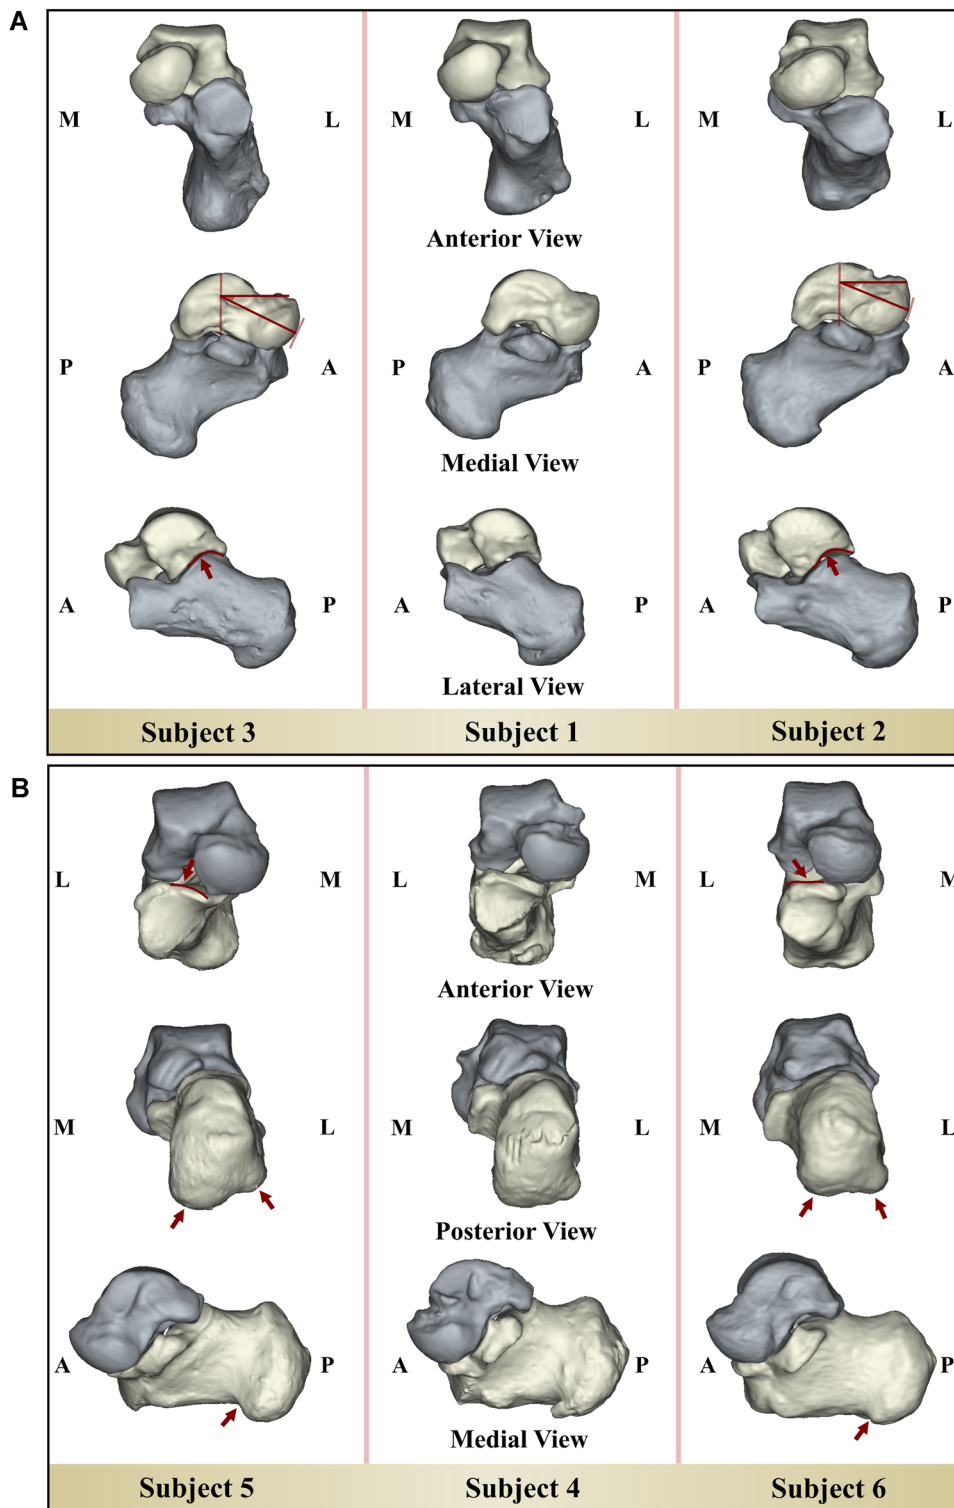 A
M L M L M L
Anterior View
P A P A P A
Medial View
A P A P A P
Lateral View
Subject 3 Subject 1 Subject 2
B
L M L M L M
Anterior View
M L M L M L
Posterior View
A P A P A P
Medial View
Subject 5 Subject 4 Subject 6